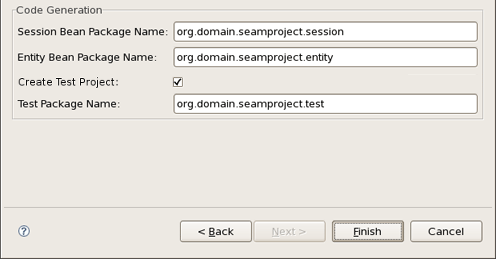 Code Generation
Session Bean Package Name: org.domain.seamproject.session
Entity Bean Package Name: org.domain.seamproject.entity
Create Test Project:
Test Package Name: org.domain.seamproject.test
? < Back Next > Finish Cancel